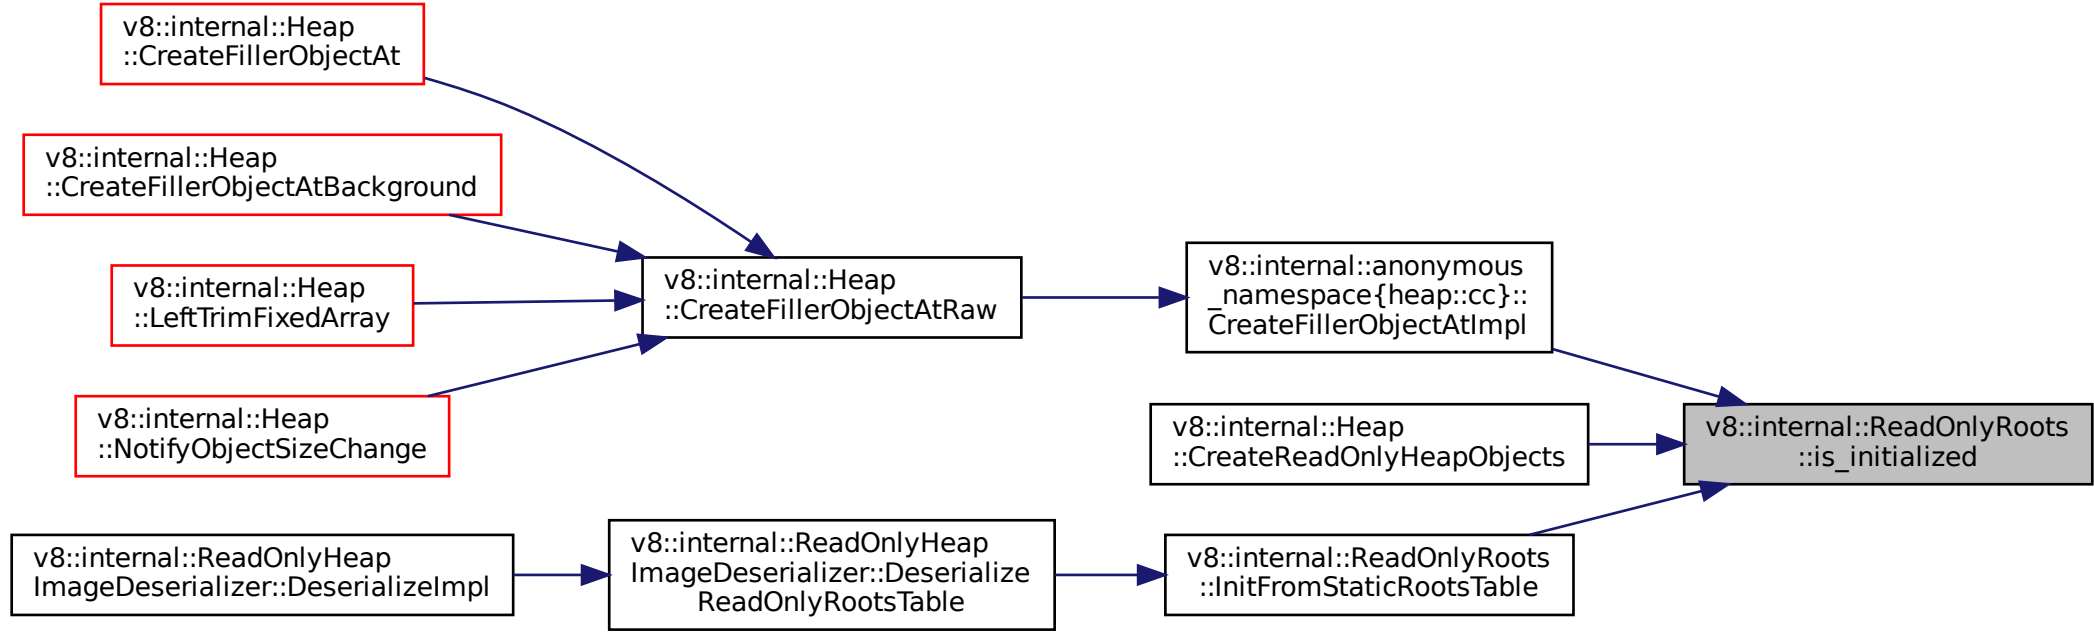 v8::internal::Heap
::CreateFillerObjectAt
v8::internal::Heap
::CreateFillerObjectAtBackground
v8::internal::Heap
::LeftTrimFixedArray
v8::internal::Heap
::NotifyObjectSizeChange
v8::internal::ReadOnlyHeap
ImageDeserializer::DeserializeImpl
v8::internal::Heap
::CreateFillerObjectAtRaw
v8::internal::ReadOnlyHeap
ImageDeserializer::Deserialize
ReadOnlyRootsTable
v8::internal::anonymous
_namespace{heap::cc}::
CreateFillerObjectAtImpl
v8::internal::Heap
::CreateReadOnlyHeapObjects
v8::internal::ReadOnlyRoots
::InitFromStaticRootsTable
v8::internal::ReadOnlyRoots
::is_initialized